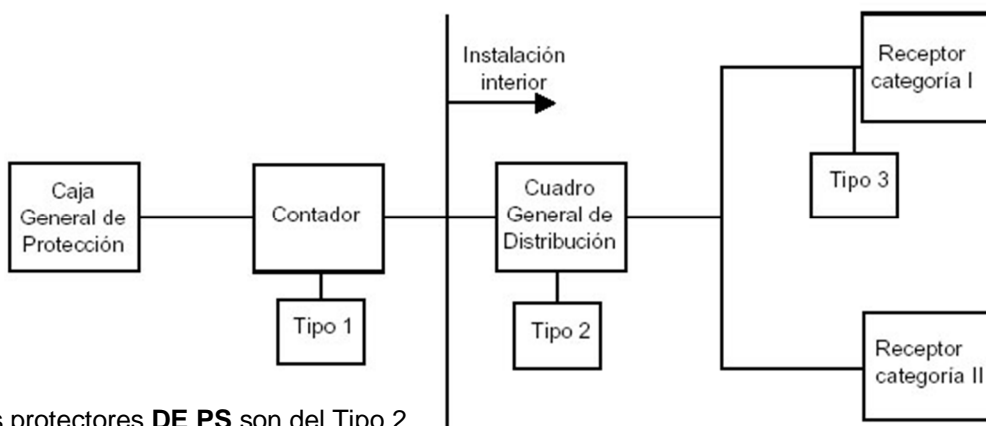 Instalación
interior
Receptor
categoría I
Tipo 3
Caja
General de
Protección
Contador
Cuadro
General de
Distribución
Tipo 1
Tipo 2
Receptor
categoría II
protectores DE PS son del Tipo 2